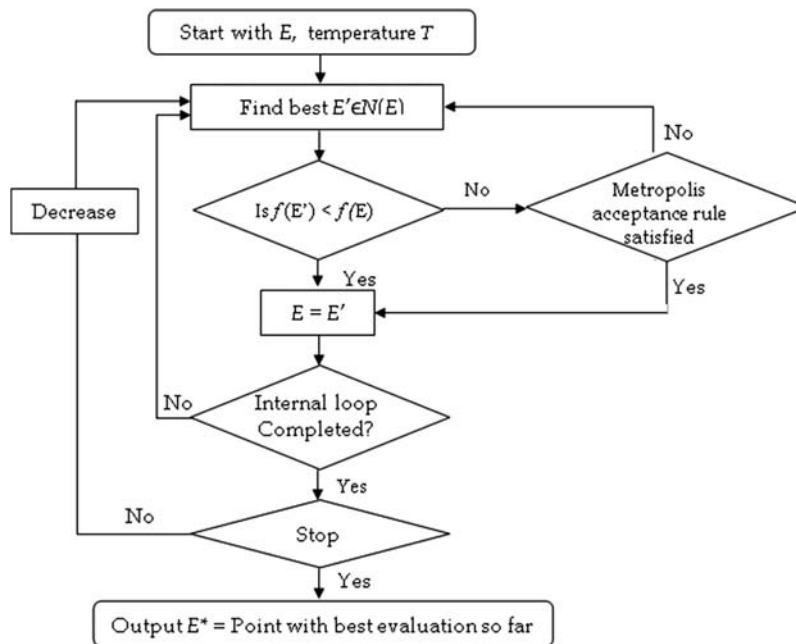 Start with E, temperature T
Find best E'∈N(E)
No
Is f(E') < f(E)
No
Metropolis
acceptance rule
satisfied
Decrease
Yes
Yes
E = E'
No
Internal loop
Completed?
Yes
No
Stop
Yes
Output E* = Point with best evaluation so far